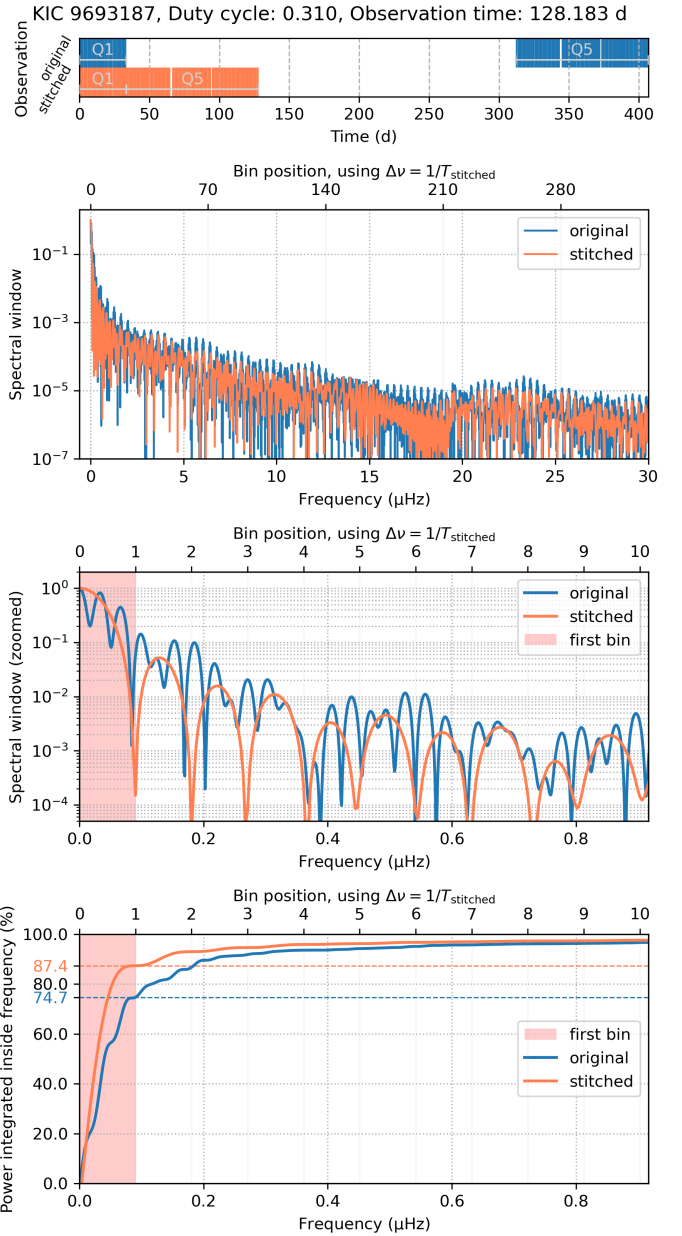 KIC 9693187, Duty cycle: 0.310, Observation time: 128.183 d
Observation
original
stitched
Q1 Q5
Q1 Q5
0 50 100 150 200 250 300 350 400
Time (d)
Bin position, using Δν = 1/T_stitched
0 70 140 210 280
Spectral window
10⁻¹
10⁻³
10⁻⁵
10⁻⁷
original
stitched
0 5 10 15 20 25 30
Frequency (μHz)
Bin position, using Δν = 1/T_stitched
0 1 2 3 4 5 6 7 8 9 10
Spectral window (zoomed)
10⁰
10⁻¹
10⁻²
10⁻³
10⁻⁴
original
stitched
first bin
0.0 0.2 0.4 0.6 0.8
Frequency (μHz)
Bin position, using Δν = 1/T_stitched
0 1 2 3 4 5 6 7 8 9 10
Power integrated inside frequency (%)
100.0
87.4
80.0
74.7
60.0
40.0
20.0
0.0
first bin
original
stitched
0.0 0.2 0.4 0.6 0.8
Frequency (μHz)